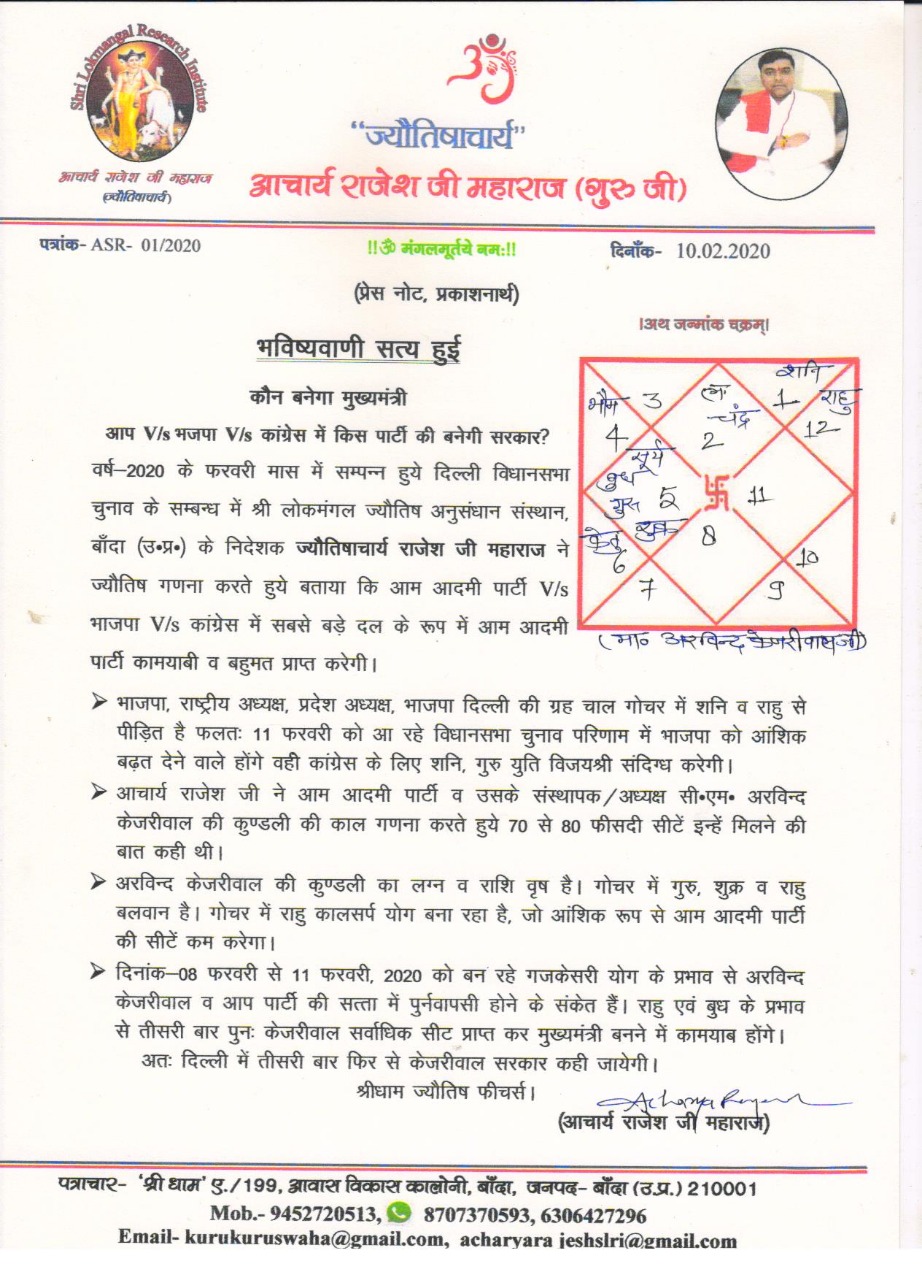 Shri Lokmangal Research Institute
ॐ
“ज्यौतिषाचार्य”
आचार्य राजेश जी महाराज
(ज्यौतिषाचार्य)
आचार्य राजेश जी महाराज (गुरु जी)
पत्रांक- ASR- 01/2020
!!ॐ मंगलमूर्तये नमः!!
दिनाँक- 10.02.2020
(प्रेस नोट, प्रकाशनार्थ)
।अथ जन्मांक चक्रम्।
भविष्यवाणी सत्य हुई
कौन बनेगा मुख्यमंत्री
आप V/s भजपा V/s कांग्रेस में किस पार्टी की बनेगी सरकार?
वर्ष–2020 के फरवरी मास में सम्पन्न हुये दिल्ली विधानसभा
चुनाव के सम्बन्ध में श्री लोकमंगल ज्यौतिष अनुसंधान संस्थान,
बाँदा (उ॰प्र॰) के निदेशक ज्यौतिषाचार्य राजेश जी महाराज ने
ज्यौतिष गणना करते हुये बताया कि आम आदमी पार्टी V/s
भाजपा V/s कांग्रेस में सबसे बड़े दल के रूप में आम आदमी
पार्टी कामयाबी व बहुमत प्राप्त करेगी।
शनि
भौम 3 ल॰ 1 राहु
चंद्र
4 2 12
सूर्य
बुध
गुरु 5 11
केतु शुक्र 8
6 10
7 9
(मा॰ अरविन्द केजरीवाल जी)
➢ भाजपा, राष्ट्रीय अध्यक्ष, प्रदेश अध्यक्ष, भाजपा दिल्ली की ग्रह चाल गोचर में शनि व राहु से
पीड़ित है फलतः 11 फरवरी को आ रहे विधानसभा चुनाव परिणाम में भाजपा को आंशिक
बढ़त देने वाले होंगे वही कांग्रेस के लिए शनि, गुरु युति विजयश्री संदिग्ध करेगी।
➢ आचार्य राजेश जी ने आम आदमी पार्टी व उसके संस्थापक/अध्यक्ष सी॰एम॰ अरविन्द
केजरीवाल की कुण्डली की काल गणना करते हुये 70 से 80 फीसदी सीटें इन्हें मिलने की
बात कही थी।
➢ अरविन्द केजरीवाल की कुण्डली का लग्न व राशि वृष है। गोचर में गुरु, शुक्र व राहु
बलवान है। गोचर में राहु कालसर्प योग बना रहा है, जो आंशिक रूप से आम आदमी पार्टी
की सीटें कम करेगा।
➢ दिनांक–08 फरवरी से 11 फरवरी, 2020 को बन रहे गजकेसरी योग के प्रभाव से अरविन्द
केजरीवाल व आप पार्टी की सत्ता में पुर्नवापसी होने के संकेत हैं। राहु एवं बुध के प्रभाव
से तीसरी बार पुनः केजरीवाल सर्वाधिक सीट प्राप्त कर मुख्यमंत्री बनने में कामयाब होंगे।
अतः दिल्ली में तीसरी बार फिर से केजरीवाल सरकार कही जायेगी।
श्रीधाम ज्यौतिष फीचर्स।
(आचार्य राजेश जी महाराज)
पत्राचार- ‘श्री धाम’ ए./199, आवास विकास कालोनी, बाँदा, जनपद- बाँदा (उ.प्र.) 210001
Mob.- 9452720513, 8707370593, 6306427296
Email- kurukuruswaha@gmail.com, acharyara jeshslri@gmail.com